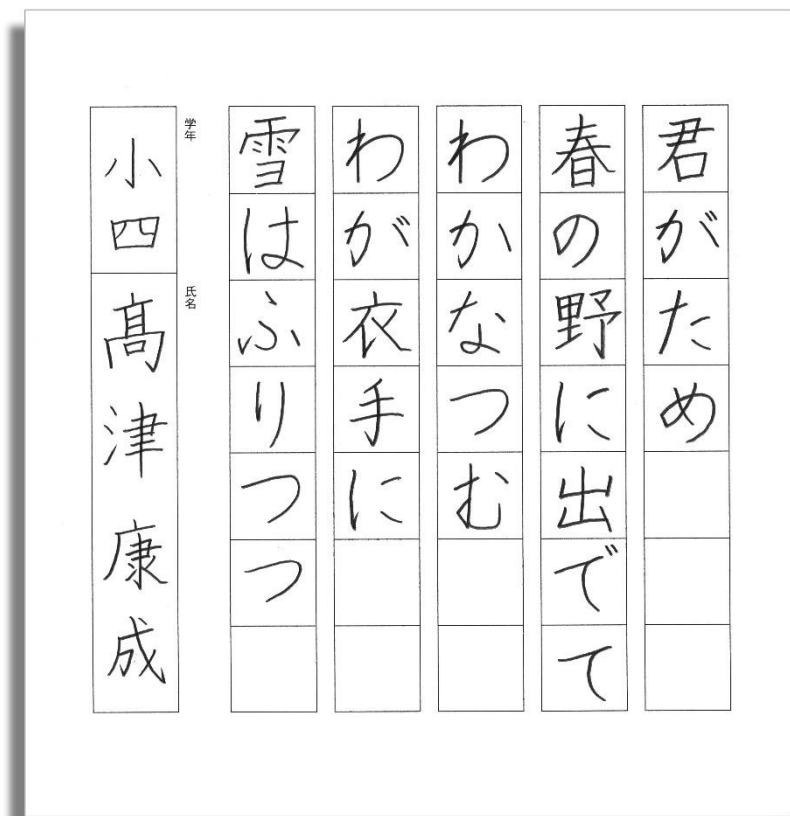 君がため
春の野に出でて
わかなつむ
わが衣手に
雪はふりつつ
学年
小四
氏名
髙津康成